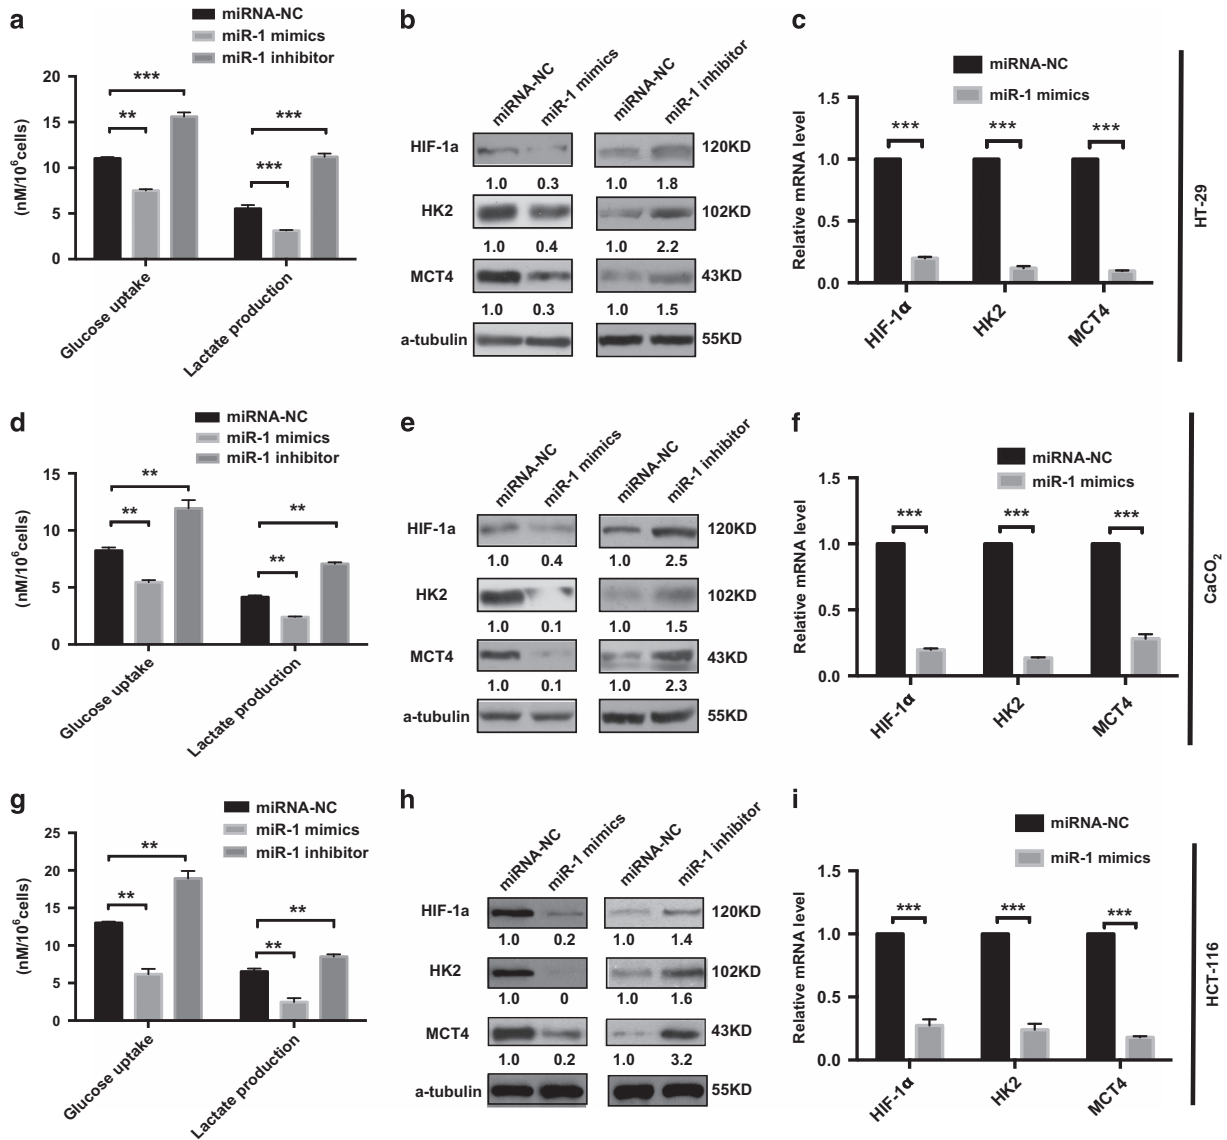 a
miRNA-NC
miR-1 mimics
miR-1 inhibitor
(nM/10⁶cells)
20
15
10
5
0
***
**
***
***
Glucose uptake
Lactate production
b
miRNA-NC
miR-1 mimics
miRNA-NC
miR-1 inhibitor
HIF-1a
120KD
1.0 0.3 1.0 1.8
HK2
102KD
1.0 0.4 1.0 2.2
MCT4
43KD
1.0 0.3 1.0 1.5
a-tubulin
55KD
c
miRNA-NC
miR-1 mimics
Relative mRNA level
1.5
1.0
0.5
0.0
***
***
***
HIF-1α
HK2
MCT4
HT-29
d
miRNA-NC
miR-1 mimics
miR-1 inhibitor
(nM/10⁶cells)
15
10
5
0
**
**
**
**
Glucose uptake
Lactate production
e
miRNA-NC
miR-1 mimics
miRNA-NC
miR-1 inhibitor
HIF-1a
120KD
1.0 0.4 1.0 2.5
HK2
102KD
1.0 0.1 1.0 1.5
MCT4
43KD
1.0 0.1 1.0 2.3
a-tubulin
55KD
f
miRNA-NC
miR-1 mimics
Relative mRNA level
1.5
1.0
0.5
0.0
***
***
***
HIF-1α
HK2
MCT4
CaCO₂
g
miRNA-NC
miR-1 mimics
miR-1 inhibitor
(nM/10⁶cells)
25
20
15
10
5
0
**
**
**
**
Glucose uptake
Lactate production
h
miRNA-NC
miR-1 mimics
miRNA-NC
miR-1 inhibitor
HIF-1a
120KD
1.0 0.2 1.0 1.4
HK2
102KD
1.0 0 1.0 1.6
MCT4
43KD
1.0 0.2 1.0 3.2
a-tubulin
55KD
i
miRNA-NC
miR-1 mimics
Relative mRNA level
1.5
1.0
0.5
0.0
***
***
***
HIF-1α
HK2
MCT4
HCT-116